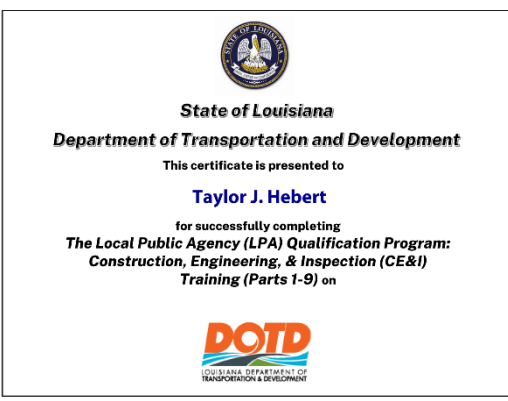 STATE OF LOUISIANA
State of Louisiana
Department of Transportation and Development
This certificate is presented to
Taylor J. Hebert
for successfully completing
The Local Public Agency (LPA) Qualification Program:
Construction, Engineering, & Inspection (CE&I)
Training (Parts 1-9) on
DOTD
LOUISIANA DEPARTMENT OF
TRANSPORTATION & DEVELOPMENT